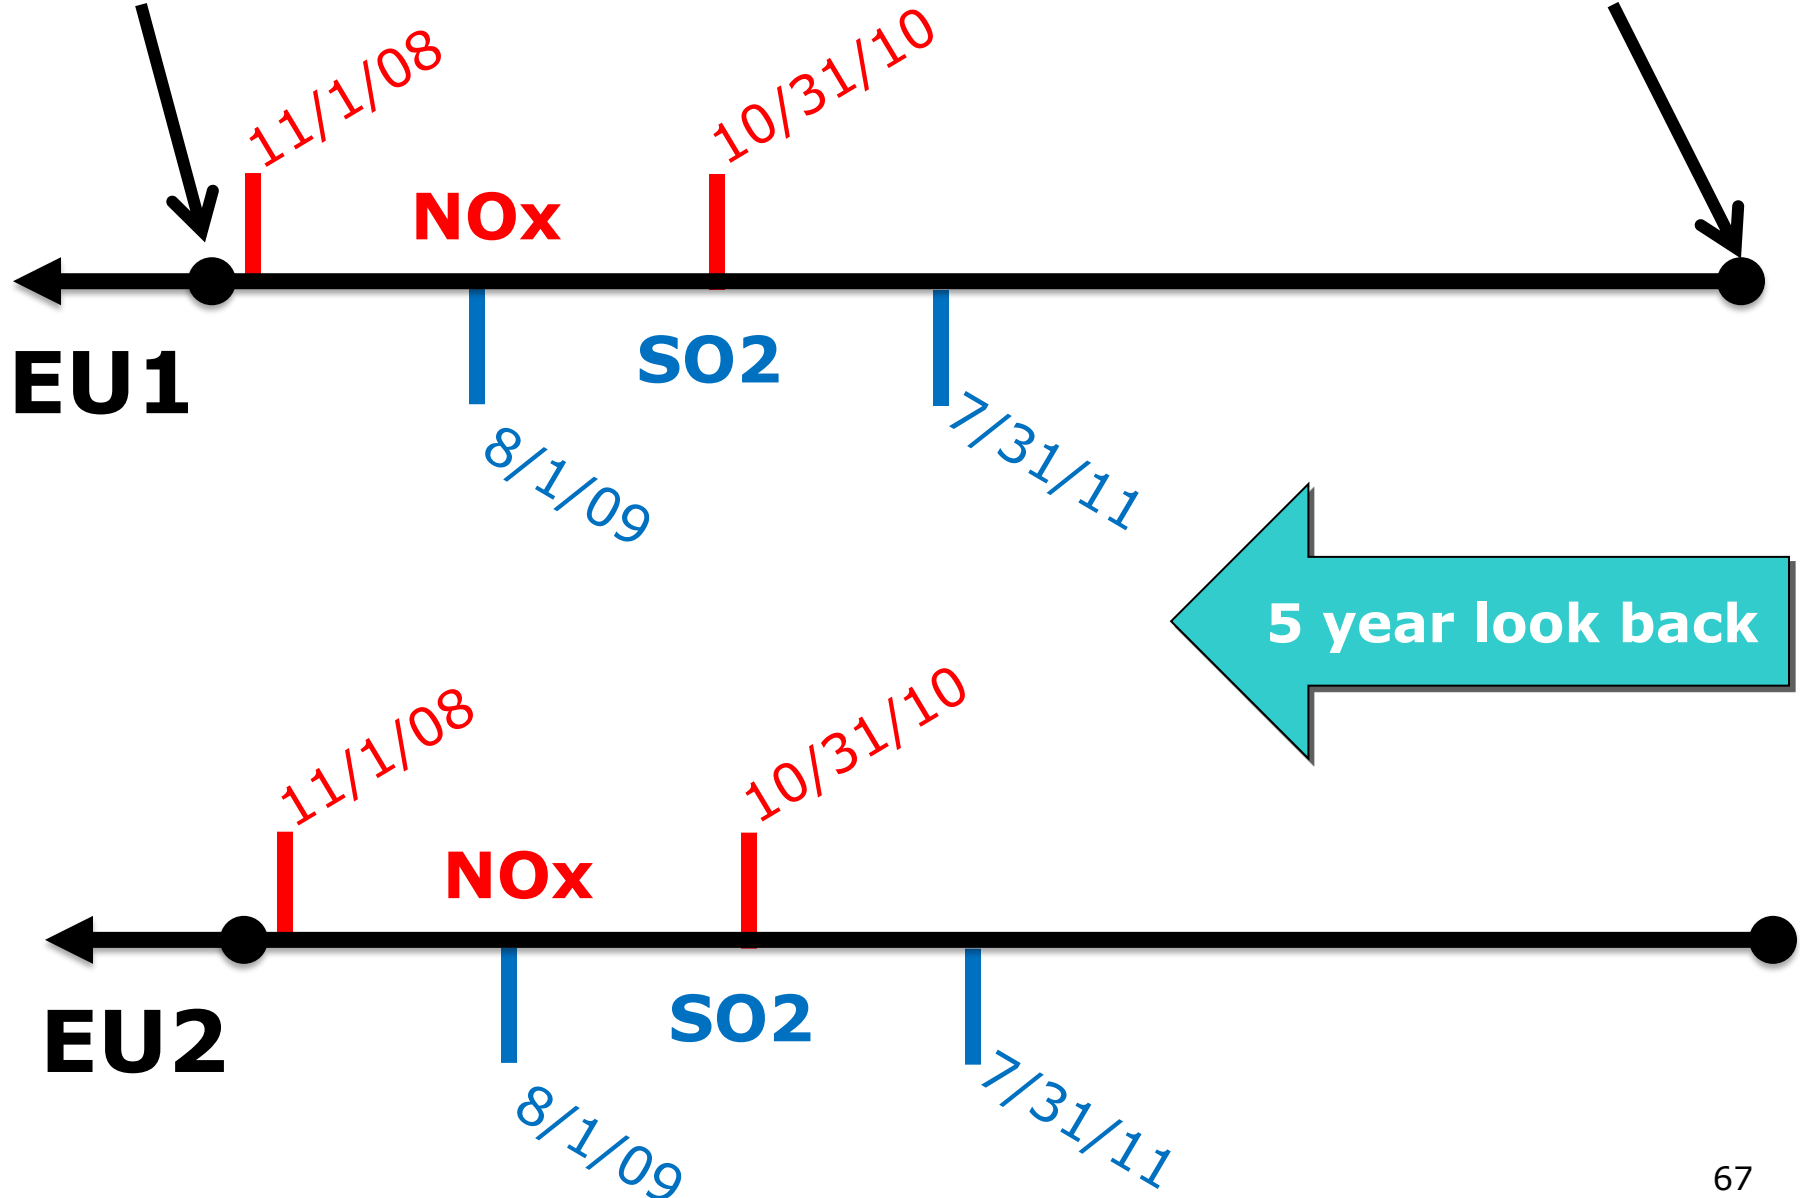 11/1/08
10/31/10
NOx
SO2
EU1
8/1/09
7/31/11
5 year look back
11/1/08
10/31/10
NOx
SO2
EU2
8/1/09
7/31/11
67